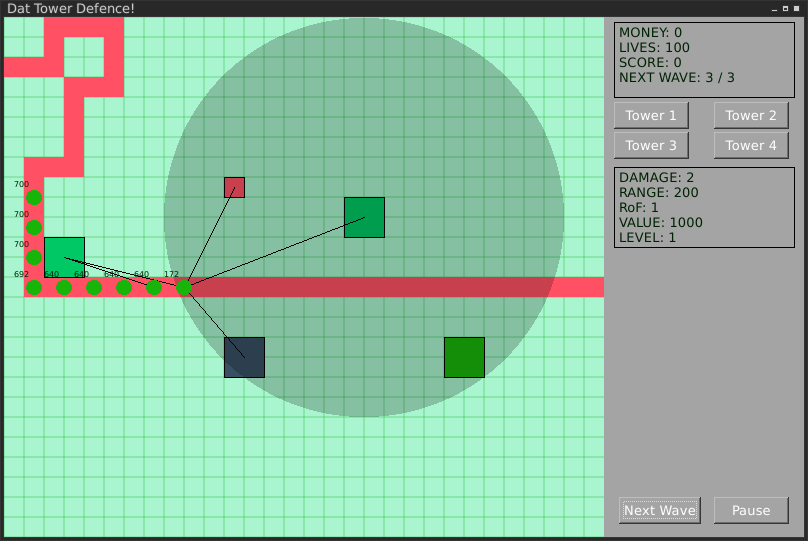 Dat Tower Defence!
MONEY: 0
LIVES: 100
SCORE: 0
NEXT WAVE: 3 / 3
Tower 1
Tower 2
Tower 3
Tower 4
DAMAGE: 2
RANGE: 200
RoF: 1
VALUE: 1000
LEVEL: 1
700
700
700
692 640 640 640 640 172
Next Wave
Pause